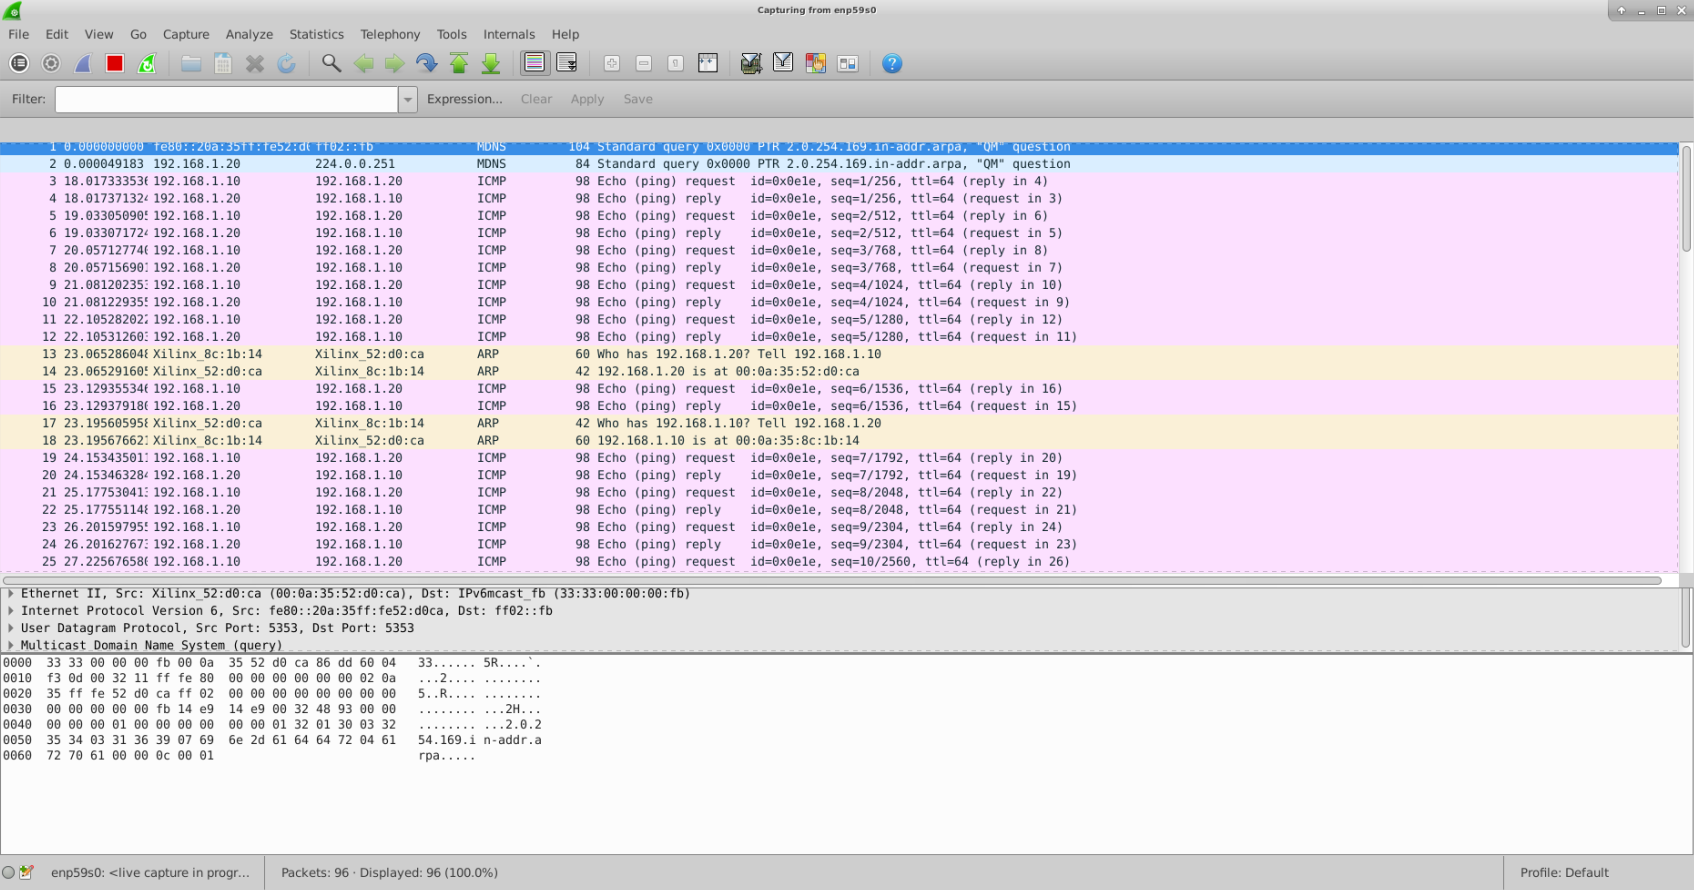 Capturing from enp59s0
File Edit View Go Capture Analyze Statistics Telephony Tools Internals Help
Filter: Expression... Clear Apply Save
1 0.000000000 fe80::20a:35ff:fe52:d0 ff02::fb MDNS 104 Standard query 0x0000 PTR 2.0.254.169.in-addr.arpa, "QM" question
2 0.000049183 192.168.1.20 224.0.0.251 MDNS 84 Standard query 0x0000 PTR 2.0.254.169.in-addr.arpa, "QM" question
3 18.01733353 192.168.1.10 192.168.1.20 ICMP 98 Echo (ping) request id=0x0e1e, seq=1/256, ttl=64 (reply in 4)
4 18.01737132 192.168.1.20 192.168.1.10 ICMP 98 Echo (ping) reply id=0x0e1e, seq=1/256, ttl=64 (request in 3)
5 19.03305090 192.168.1.10 192.168.1.20 ICMP 98 Echo (ping) request id=0x0e1e, seq=2/512, ttl=64 (reply in 6)
6 19.03307172 192.168.1.20 192.168.1.10 ICMP 98 Echo (ping) reply id=0x0e1e, seq=2/512, ttl=64 (request in 5)
7 20.05712774 192.168.1.10 192.168.1.20 ICMP 98 Echo (ping) request id=0x0e1e, seq=3/768, ttl=64 (reply in 8)
8 20.05715690 192.168.1.20 192.168.1.10 ICMP 98 Echo (ping) reply id=0x0e1e, seq=3/768, ttl=64 (request in 7)
9 21.08120235 192.168.1.10 192.168.1.20 ICMP 98 Echo (ping) request id=0x0e1e, seq=4/1024, ttl=64 (reply in 10)
10 21.08122935 192.168.1.20 192.168.1.10 ICMP 98 Echo (ping) reply id=0x0e1e, seq=4/1024, ttl=64 (request in 9)
11 22.10528202 192.168.1.10 192.168.1.20 ICMP 98 Echo (ping) request id=0x0e1e, seq=5/1280, ttl=64 (reply in 12)
12 22.10531260 192.168.1.20 192.168.1.10 ICMP 98 Echo (ping) reply id=0x0e1e, seq=5/1280, ttl=64 (request in 11)
13 23.06528604 Xilinx_8c:1b:14 Xilinx_52:d0:ca ARP 60 Who has 192.168.1.20? Tell 192.168.1.10
14 23.06529160 Xilinx_52:d0:ca Xilinx_8c:1b:14 ARP 42 192.168.1.20 is at 00:0a:35:52:d0:ca
15 23.12935534 192.168.1.10 192.168.1.20 ICMP 98 Echo (ping) request id=0x0e1e, seq=6/1536, ttl=64 (reply in 16)
16 23.12937918 192.168.1.20 192.168.1.10 ICMP 98 Echo (ping) reply id=0x0e1e, seq=6/1536, ttl=64 (request in 15)
17 23.19560595 Xilinx_52:d0:ca Xilinx_8c:1b:14 ARP 42 Who has 192.168.1.10? Tell 192.168.1.20
18 23.19567662 Xilinx_8c:1b:14 Xilinx_52:d0:ca ARP 60 192.168.1.10 is at 00:0a:35:8c:1b:14
19 24.15343501 192.168.1.10 192.168.1.20 ICMP 98 Echo (ping) request id=0x0e1e, seq=7/1792, ttl=64 (reply in 20)
20 24.15346328 192.168.1.20 192.168.1.10 ICMP 98 Echo (ping) reply id=0x0e1e, seq=7/1792, ttl=64 (request in 19)
21 25.17753041 192.168.1.10 192.168.1.20 ICMP 98 Echo (ping) request id=0x0e1e, seq=8/2048, ttl=64 (reply in 22)
22 25.17755114 192.168.1.20 192.168.1.10 ICMP 98 Echo (ping) reply id=0x0e1e, seq=8/2048, ttl=64 (request in 21)
23 26.20159795 192.168.1.10 192.168.1.20 ICMP 98 Echo (ping) request id=0x0e1e, seq=9/2304, ttl=64 (reply in 24)
24 26.20162767 192.168.1.20 192.168.1.10 ICMP 98 Echo (ping) reply id=0x0e1e, seq=9/2304, ttl=64 (request in 23)
25 27.22567658 192.168.1.10 192.168.1.20 ICMP 98 Echo (ping) request id=0x0e1e, seq=10/2560, ttl=64 (reply in 26)
Ethernet II, Src: Xilinx_52:d0:ca (00:0a:35:52:d0:ca), Dst: IPv6mcast_fb (33:33:00:00:00:fb)
Internet Protocol Version 6, Src: fe80::20a:35ff:fe52:d0ca, Dst: ff02::fb
User Datagram Protocol, Src Port: 5353, Dst Port: 5353
Multicast Domain Name System (query)
0000 33 33 00 00 00 fb 00 0a 35 52 d0 ca 86 dd 60 04 33...... 5R....`.
0010 f3 0d 00 32 11 ff fe 80 00 00 00 00 00 00 02 0a ...2.... ........
0020 35 ff fe 52 d0 ca ff 02 00 00 00 00 00 00 00 00 5..R.... ........
0030 00 00 00 00 00 fb 14 e9 14 e9 00 32 48 93 00 00 ........ ...2H...
0040 00 00 00 01 00 00 00 00 00 00 01 32 01 30 03 32 ........ ...2.0.2
0050 35 34 03 31 36 39 07 69 6e 2d 61 64 64 72 04 61 54.169.i n-addr.a
0060 72 70 61 00 00 0c 00 01 rpa.....
enp59s0: <live capture in progr... Packets: 96 · Displayed: 96 (100.0%) Profile: Default